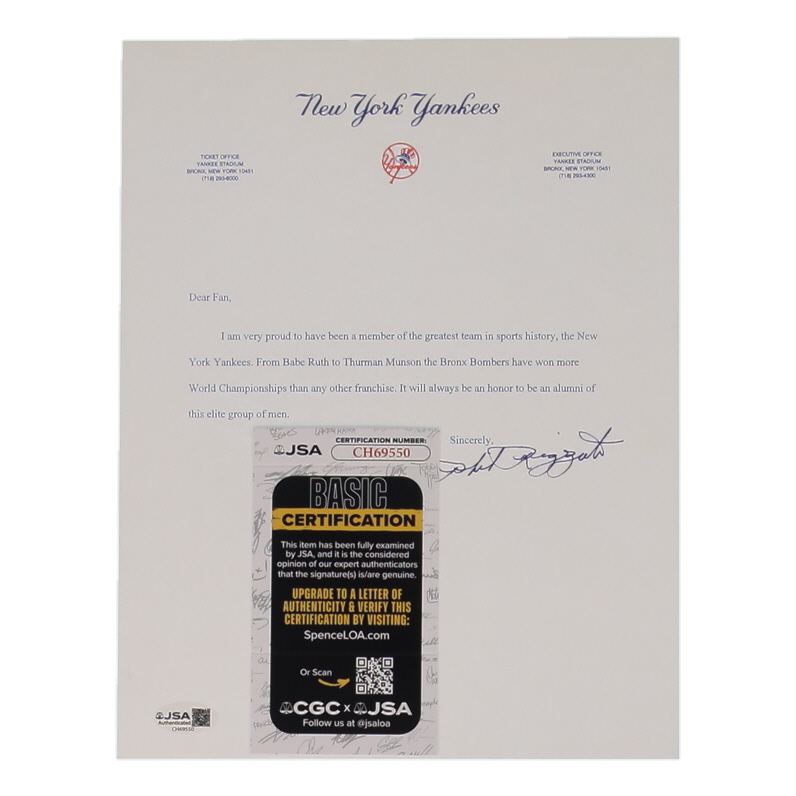 New York Yankees
TICKET OFFICE
YANKEE STADIUM
BRONX, NEW YORK 10451
(718) 293-6000
Yankees
EXECUTIVE OFFICE
YANKEE STADIUM
BRONX, NEW YORK 10451
(718) 293-4300
Dear Fan,
I am very proud to have been a member of the greatest team in sports history, the New
York Yankees. From Babe Ruth to Thurman Munson the Bronx Bombers have won more
World Championships than any other franchise. It will always be an honor to be an alumni of
this elite group of men.
Sincerely,
Phil Rizzuto
JSA
CERTIFICATION NUMBER:
CH69550
BASIC
CERTIFICATION
This item has been fully examined
by JSA, and it is the considered
opinion of our expert authenticators
that the signature(s) is/are genuine.
UPGRADE TO A LETTER OF
AUTHENTICITY & VERIFY THIS
CERTIFICATION BY VISITING:
SpenceLOA.com
Or Scan
CGC x JSA
Follow us at @jsaloa
JSA
Authenticated
CH69550